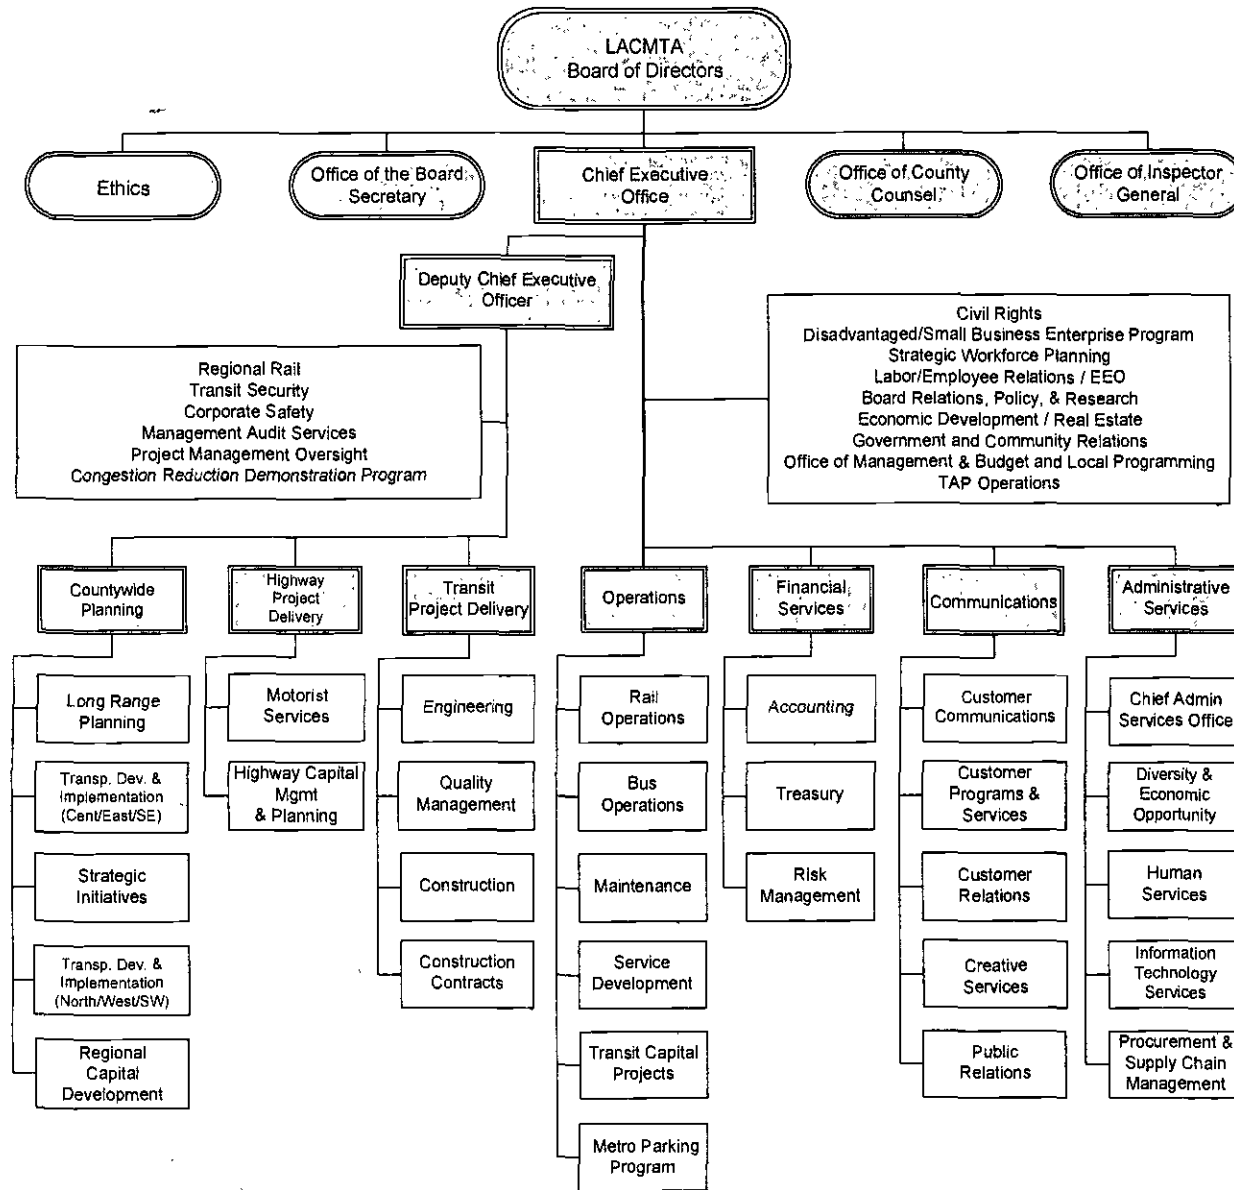 LACMTA
Board of Directors
Ethics
Office of the Board
Secretary
Chief Executive
Office
Office of County
Counsel
Office of Inspector
General
Deputy Chief Executive
Officer
Regional Rail
Transit Security
Corporate Safety
Management Audit Services
Project Management Oversight
Congestion Reduction Demonstration Program
Civil Rights
Disadvantaged/Small Business Enterprise Program
Strategic Workforce Planning
Labor/Employee Relations / EEO
Board Relations, Policy, & Research
Economic Development / Real Estate
Government and Community Relations
Office of Management & Budget and Local Programming
TAP Operations
Countywide
Planning
Highway
Project
Delivery
Transit
Project Delivery
Operations
Financial
Services
Communications
Administrative
Services
Long Range
Planning
Transp. Dev. &
Implementation
(Cent/East/SE)
Strategic
Initiatives
Transp. Dev. &
Implementation
(North/West/SW)
Regional
Capital
Development
Motorist
Services
Highway Capital
Mgmt
& Planning
Engineering
Quality
Management
Construction
Construction
Contracts
Rail
Operations
Bus
Operations
Maintenance
Service
Development
Transit Capital
Projects
Metro Parking
Program
Accounting
Treasury
Risk
Management
Customer
Communications
Customer
Programs &
Services
Customer
Relations
Creative
Services
Public
Relations
Chief Admin
Services Office
Diversity &
Economic
Opportunity
Human
Services
Information
Technology
Services
Procurement &
Supply Chain
Management